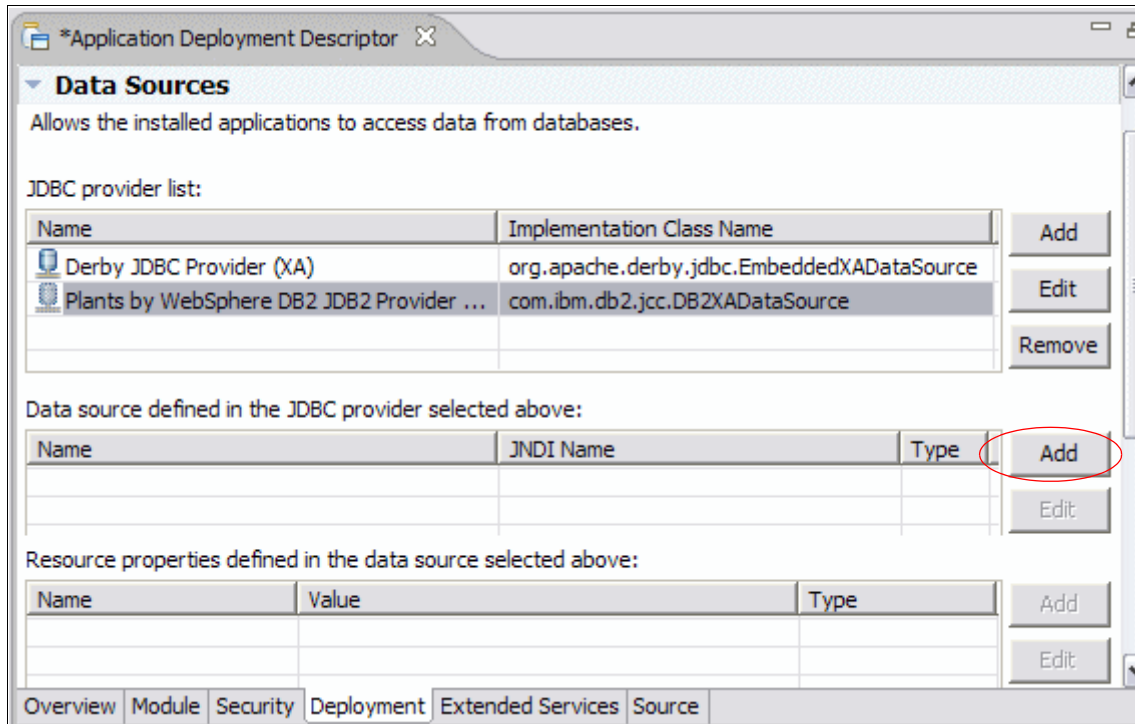 *Application Deployment Descriptor
Data Sources
Allows the installed applications to access data from databases.
JDBC provider list:
Name Implementation Class Name Add
Derby JDBC Provider (XA) org.apache.derby.jdbc.EmbeddedXADataSource
Plants by WebSphere DB2 JDB2 Provider ... com.ibm.db2.jcc.DB2XADataSource Edit
Remove
Data source defined in the JDBC provider selected above:
Name JNDI Name Type Add
Edit
Resource properties defined in the data source selected above:
Name Value Type Add
Edit
Overview Module Security Deployment Extended Services Source